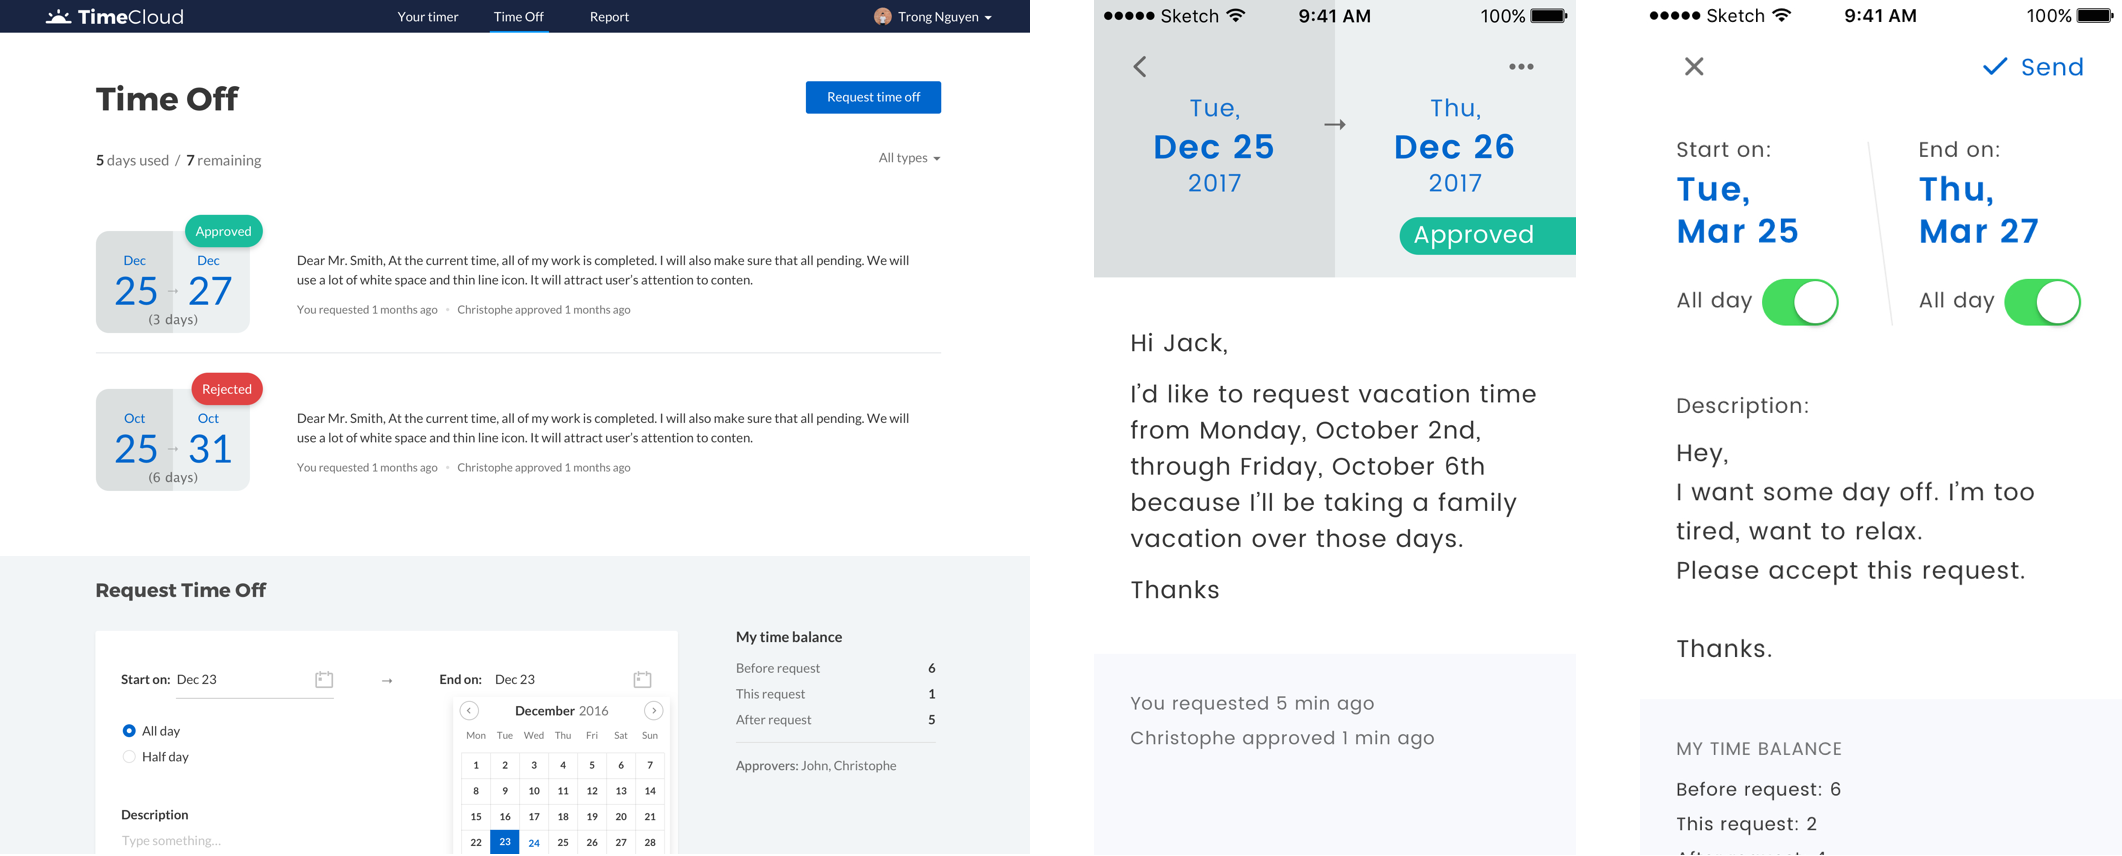 TimeCloud
Your timer
Time Off
Report
Trong Nguyen
Time Off
Request time off
5 days used / 7 remaining
All types
Approved
Dec
Dec
25 → 27
(3 days)
Dear Mr. Smith, At the current time, all of my work is completed. I will also make sure that all pending. We will
use a lot of white space and thin line icon. It will attract user's attention to conten.
You requested 1 months ago • Christophe approved 1 months ago
Rejected
Oct
Oct
25 → 31
(6 days)
Dear Mr. Smith, At the current time, all of my work is completed. I will also make sure that all pending. We will
use a lot of white space and thin line icon. It will attract user's attention to conten.
You requested 1 months ago • Christophe approved 1 months ago
Request Time Off
Start on: Dec 23
→
End on: Dec 23
All day
Half day
Description
Type something...
December 2016
Mon Tue Wed Thu Fri Sat Sun
1 2 3 4 5 6 7
8 9 10 11 12 13 14
15 16 17 18 19 20 21
22 23 24 25 26 27 28
My time balance
Before request 6
This request 1
After request 5
Approvers: John, Christophe
Sketch 9:41 AM 100%
Tue,
Dec 25
2017
→
Thu,
Dec 26
2017
Approved
Hi Jack,
I'd like to request vacation time
from Monday, October 2nd,
through Friday, October 6th
because I'll be taking a family
vacation over those days.
Thanks
You requested 5 min ago
Christophe approved 1 min ago
Sketch 9:41 AM 100%
Send
Start on:
Tue,
Mar 25
All day
End on:
Thu,
Mar 27
All day
Description:
Hey,
I want some day off. I'm too
tired, want to relax.
Please accept this request.
Thanks.
MY TIME BALANCE
Before request: 6
This request: 2